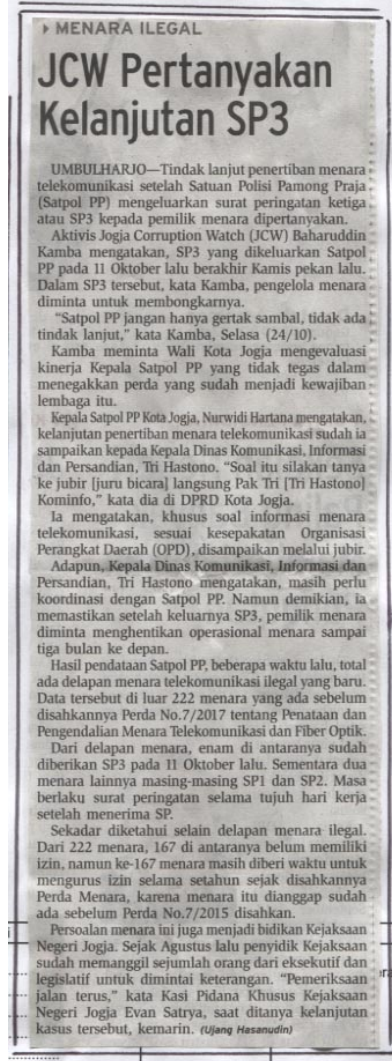 MENARA ILEGAL
JCW Pertanyakan
Kelanjutan SP3
UMBULHARJO—Tindak lanjut penertiban menara
telekomunikasi setelah Satuan Polisi Pamong Praja
(Satpol PP) mengeluarkan surat peringatan ketiga
atau SP3 kepada pemilik menara dipertanyakan.
Aktivis Jogja Corruption Watch (JCW) Baharuddin
Kamba mengatakan, SP3 yang dikeluarkan Satpol
PP pada 11 Oktober lalu berakhir Kamis pekan lalu.
Dalam SP3 tersebut, kata Kamba, pengelola menara
diminta untuk membongkarnya.
"Satpol PP jangan hanya gertak sambal, tidak ada
tindak lanjut," kata Kamba, Selasa (24/10).
Kamba meminta Wali Kota Jogja mengevaluasi
kinerja Kepala Satpol PP yang tidak tegas dalam
menegakkan perda yang sudah menjadi kewajiban
lembaga itu.
Kepala Satpol PP Kota Jogja, Nurwidi Hartana mengatakan,
kelanjutan penertiban menara telekomunikasi sudah ia
sampaikan kepada Kepala Dinas Komunikasi, Informasi
dan Persandian, Tri Hastono. "Soal itu silakan tanya
ke jubir [juru bicara] langsung Pak Tri [Tri Hastono]
Kominfo," kata dia di DPRD Kota Jogja.
Ia mengatakan, khusus soal informasi menara
telekomunikasi, sesuai kesepakatan Organisasi
Perangkat Daerah (OPD), disampaikan melalui jubir.
Adapun, Kepala Dinas Komunikasi, Informasi dan
Persandian, Tri Hastono mengatakan, masih perlu
koordinasi dengan Satpol PP. Namun demikian, ia
memastikan setelah keluarnya SP3, pemilik menara
diminta menghentikan operasional menara sampai
tiga bulan ke depan.
Hasil pendataan Satpol PP, beberapa waktu lalu, total
ada delapan menara telekomunikasi ilegal yang baru.
Data tersebut di luar 222 menara yang ada sebelum
disahkannya Perda No.7/2017 tentang Penataan dan
Pengendalian Menara Telekomunikasi dan Fiber Optik.
Dari delapan menara, enam di antaranya sudah
diberikan SP3 pada 11 Oktober lalu. Sementara dua
menara lainnya masing-masing SP1 dan SP2. Masa
berlaku surat peringatan selama tujuh hari kerja
setelah menerima SP.
Sekadar diketahui selain delapan menara ilegal.
Dari 222 menara, 167 di antaranya belum memiliki
izin, namun ke-167 menara masih diberi waktu untuk
mengurus izin selama setahun sejak disahkannya
Perda Menara, karena menara itu dianggap sudah
ada sebelum Perda No.7/2015 disahkan.
Persoalan menara ini juga menjadi bidikan Kejaksaan
Negeri Jogja. Sejak Agustus lalu penyidik Kejaksaan
sudah memanggil sejumlah orang dari eksekutif dan
legislatif untuk dimintai keterangan. "Pemeriksaan
jalan terus," kata Kasi Pidana Khusus Kejaksaan
Negeri Jogja Evan Satrya, saat ditanya kelanjutan
kasus tersebut, kemarin. (Ujang Hasanudin)